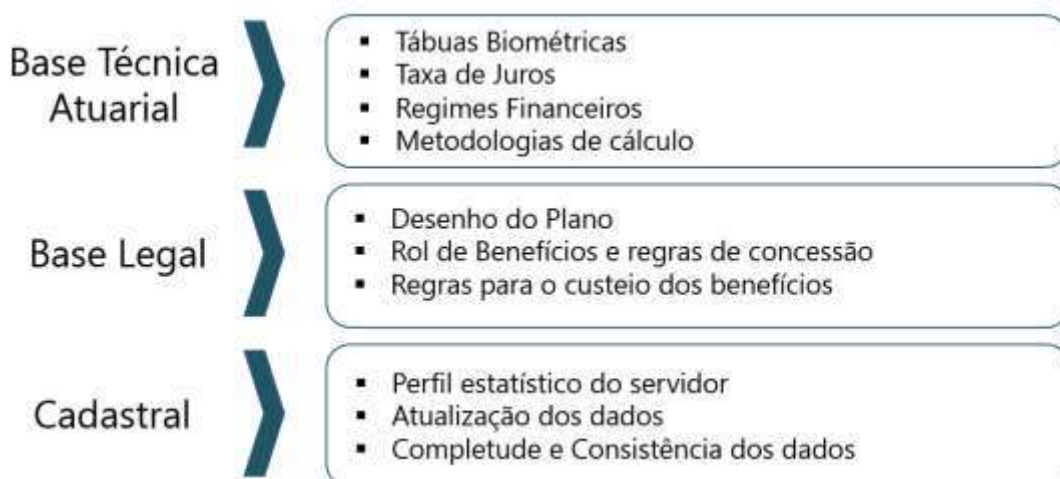 Base Técnica
Atuarial
▪ Tábuas Biométricas
▪ Taxa de Juros
▪ Regimes Financeiros
▪ Metodologias de cálculo
Base Legal
▪ Desenho do Plano
▪ Rol de Benefícios e regras de concessão
▪ Regras para o custeio dos benefícios
Cadastral
▪ Perfil estatístico do servidor
▪ Atualização dos dados
▪ Completude e Consistência dos dados